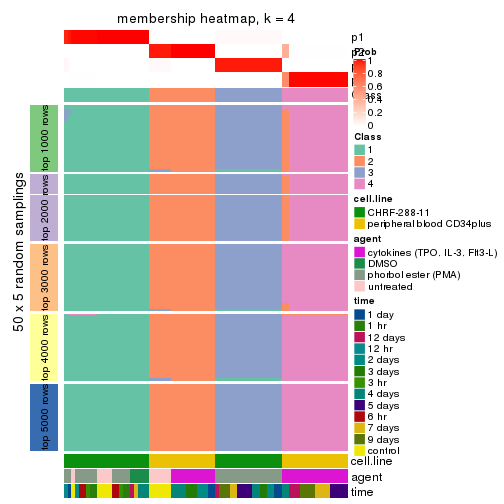 membership heatmap, k = 4
p1
Prob
1
0.8
0.6
0.4
0.2
0
Class
1
2
3
4
cell.line
CHRF-288-11
peripheral blood CD34plus
agent
cytokines (TPO, IL-3, Flt3-L)
DMSO
phorbol ester (PMA)
untreated
time
1 day
1 hr
12 days
12 hr
2 days
3 days
3 hr
4 days
5 days
6 hr
7 days
9 days
control
cell.line
agent
time
50 x 5 random samplings
top 1000 rows
top 2000 rows
top 3000 rows
top 4000 rows
top 5000 rows